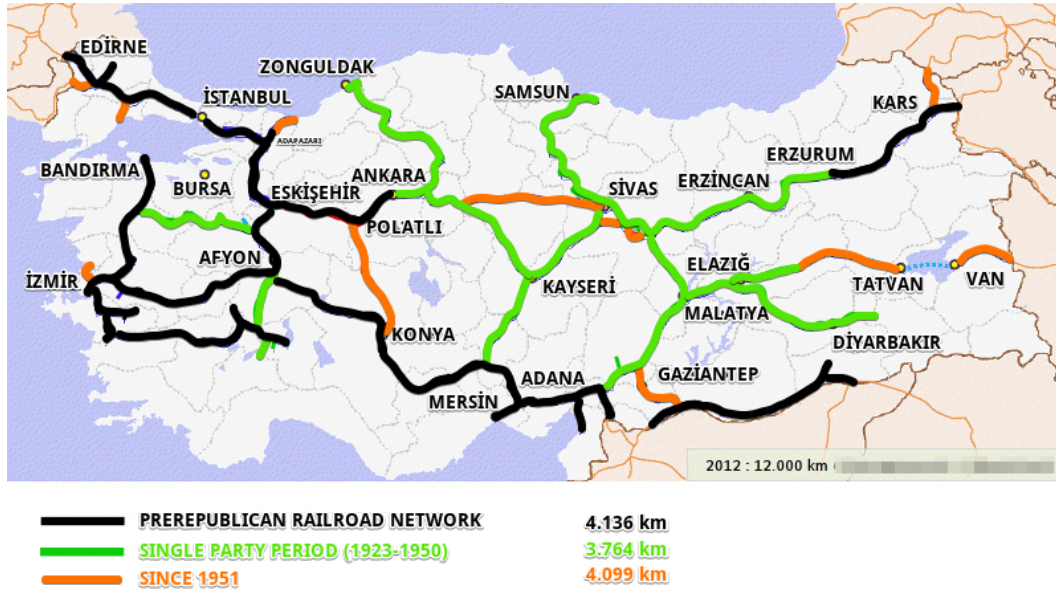 EDİRNE
ZONGULDAK
İSTANBUL
SAMSUN
KARS
ADAPAZARI
BANDIRMA
BURSA
ESKİŞEHİR
ANKARA
SİVAS
ERZİNCAN
ERZURUM
POLATLI
AFYON
İZMİR
KAYSERİ
ELAZIĞ
TATVAN
VAN
MALATYA
KONYA
DİYARBAKIR
ADANA
GAZİANTEP
MERSİN
2012 : 12.000 km
PREREPUBLICAN RAILROAD NETWORK 4.136 km
SINGLE PARTY PERIOD (1923-1950) 3.764 km
SINCE 1951 4.099 km